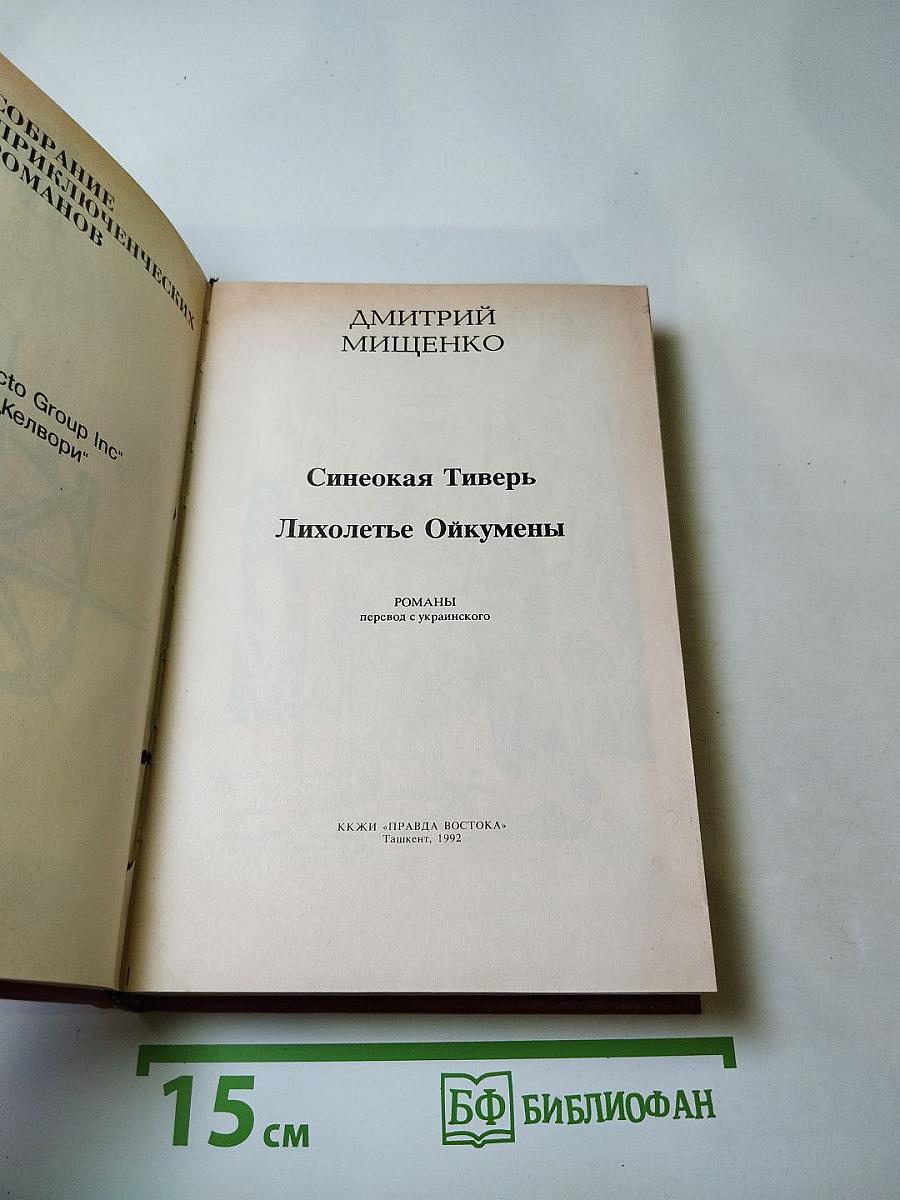 СОБРАНИЕ
ПРИКЛЮЧЕНЧЕСКИХ
РОМАНОВ
Group Inc“
Келвори“
ДМИТРИЙ
МИЩЕНКО
Синеокая Тиверь
Лихолетье Ойкумены
РОМАНЫ
перевод с украинского
ККЖИ «ПРАВДА ВОСТОКА»
Ташкент, 1992
15 см
БФ БИБЛИОФАН